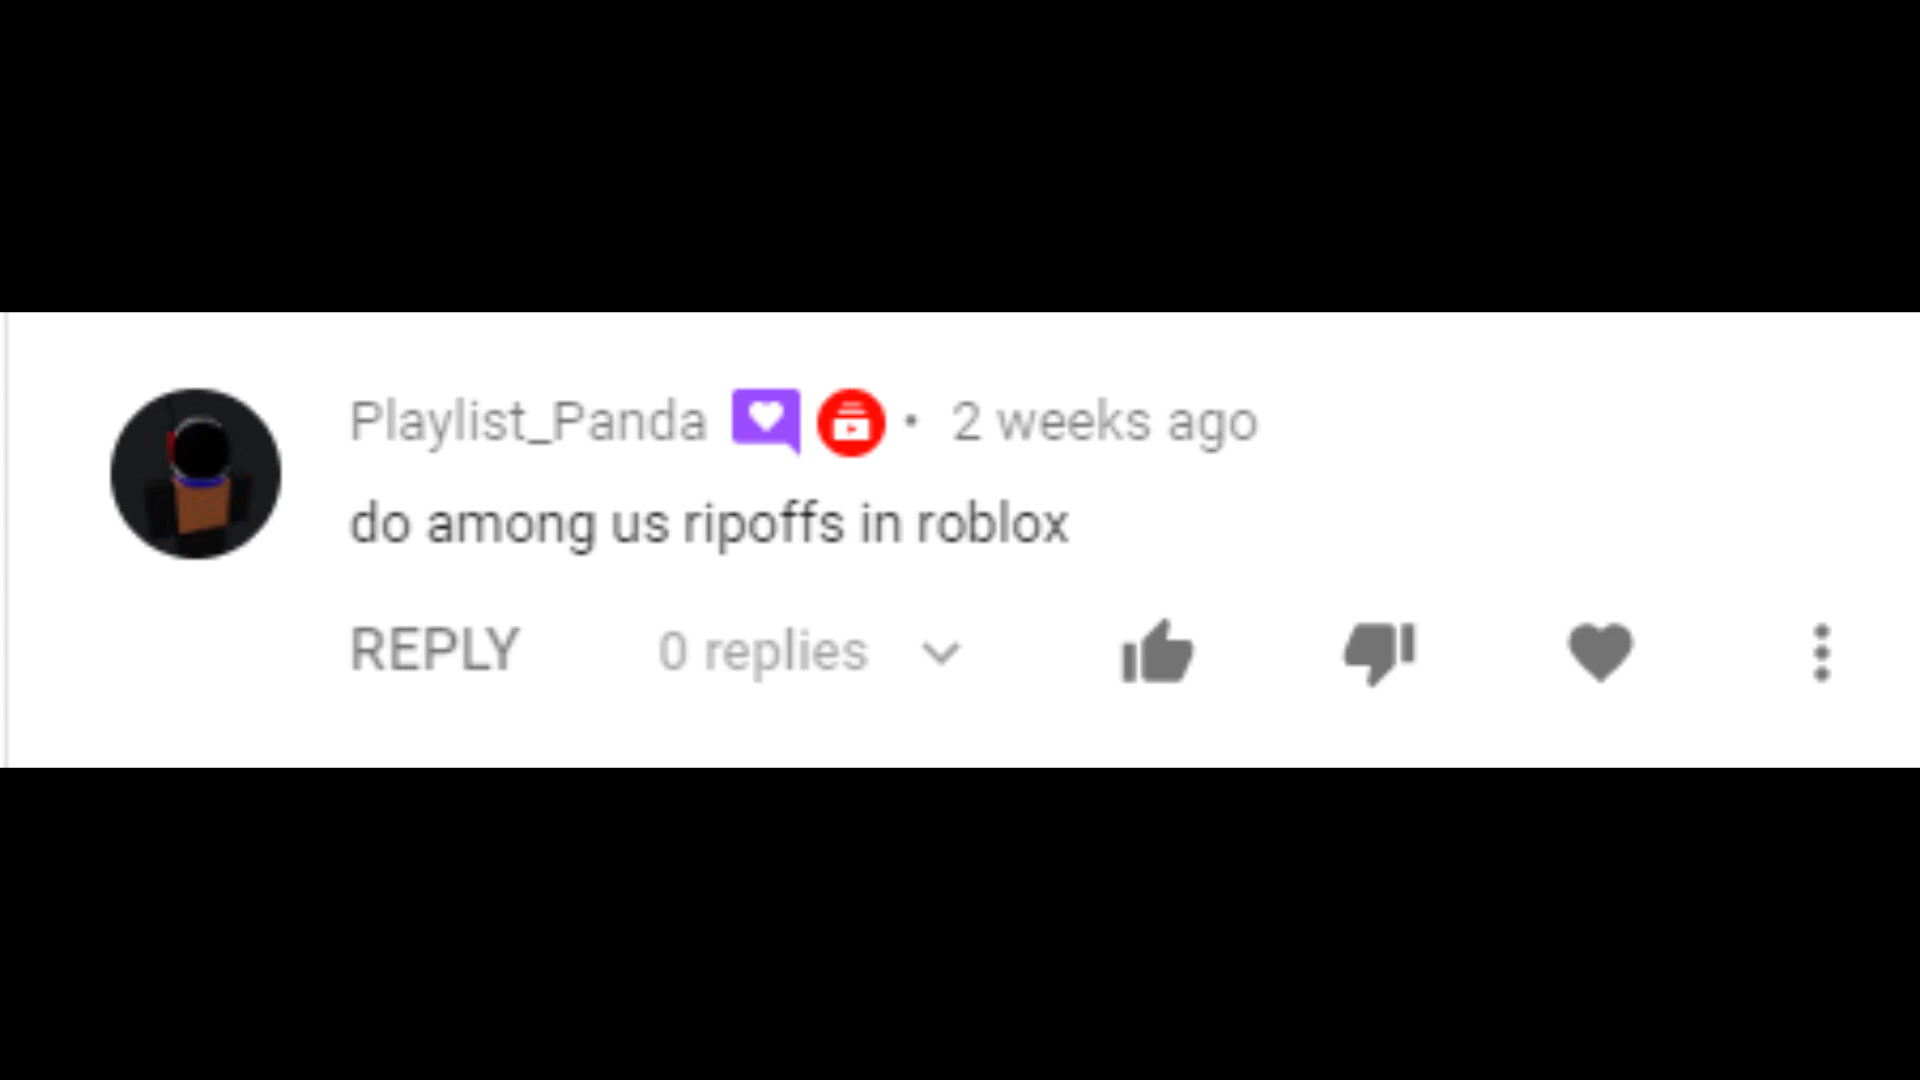 Playlist_Panda • 2 weeks ago
do among us ripoffs in roblox
REPLY 0 replies